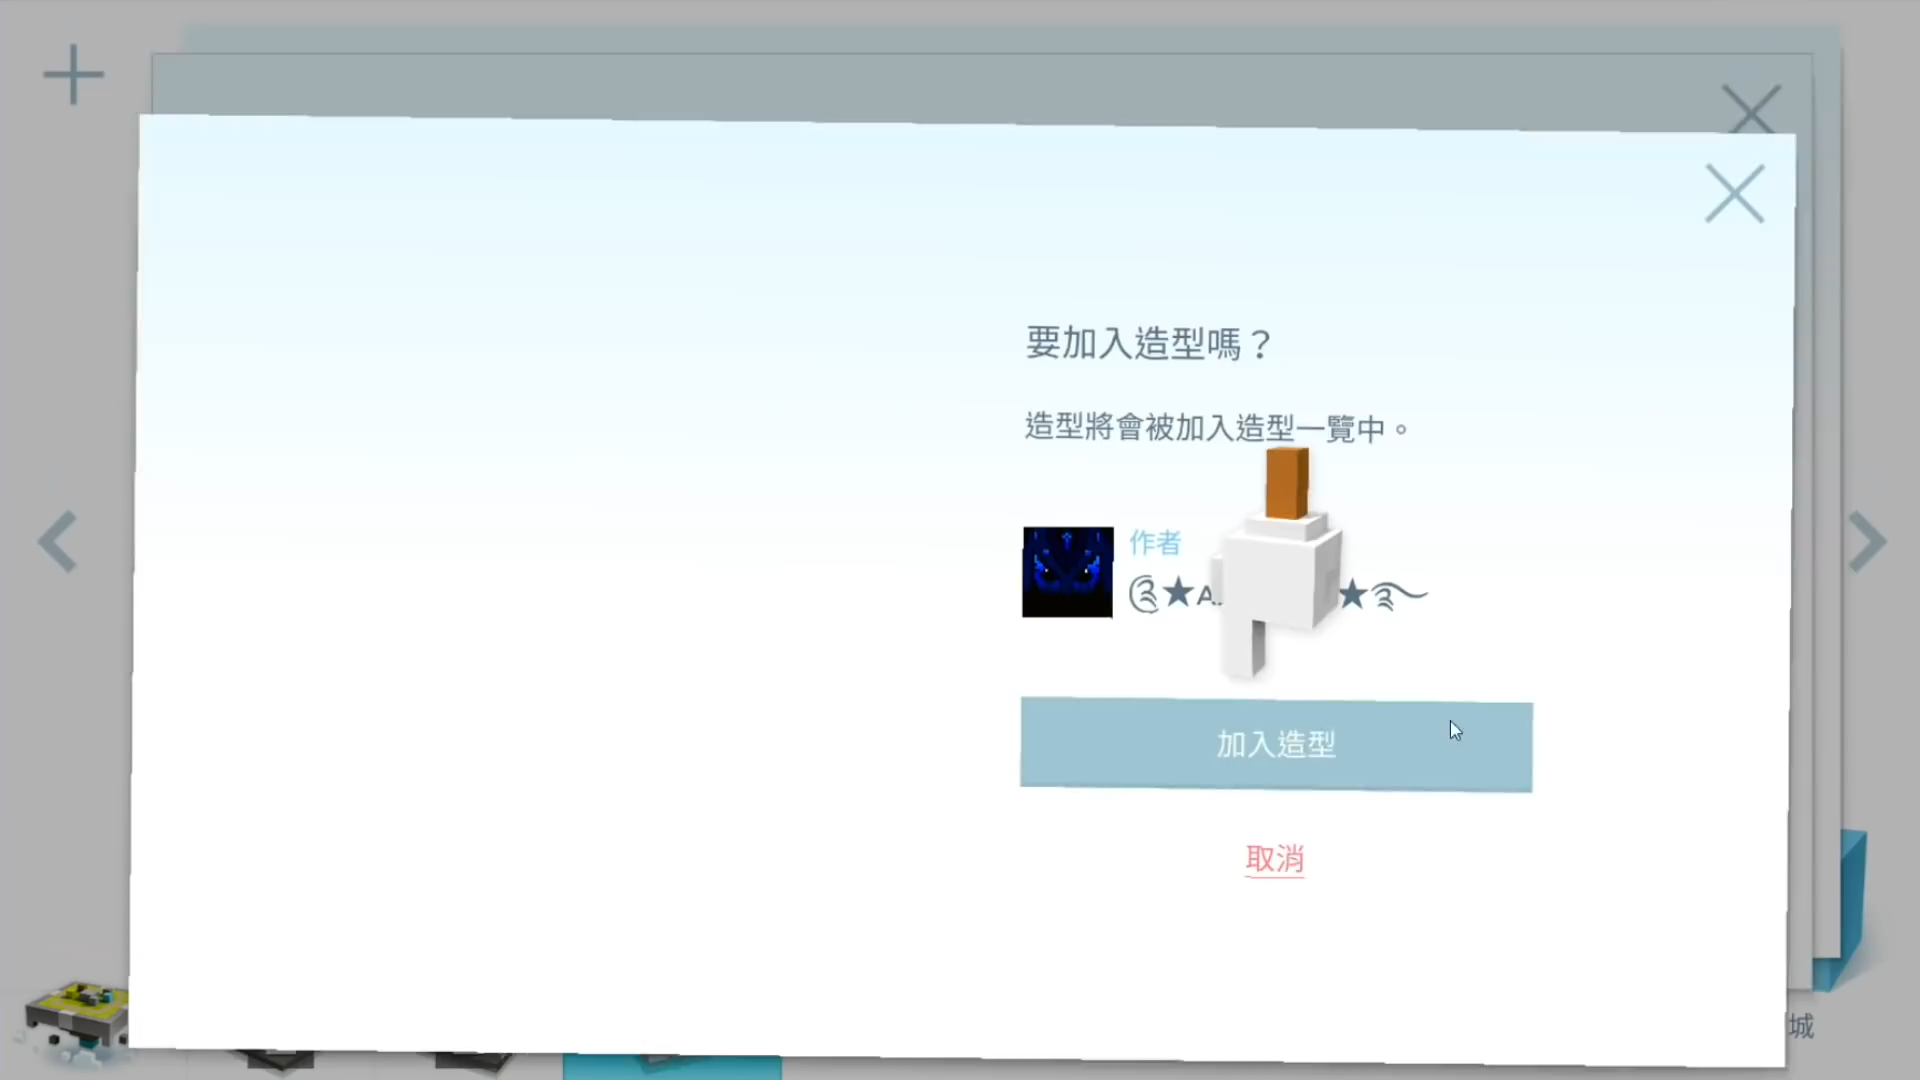 要加入造型嗎？
造型將會被加入造型一覽中。
作者
★A.. ★
加入造型
取消
城